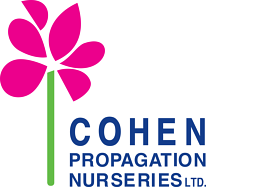 COHEN
PROPAGATION
NURSERIES LTD.